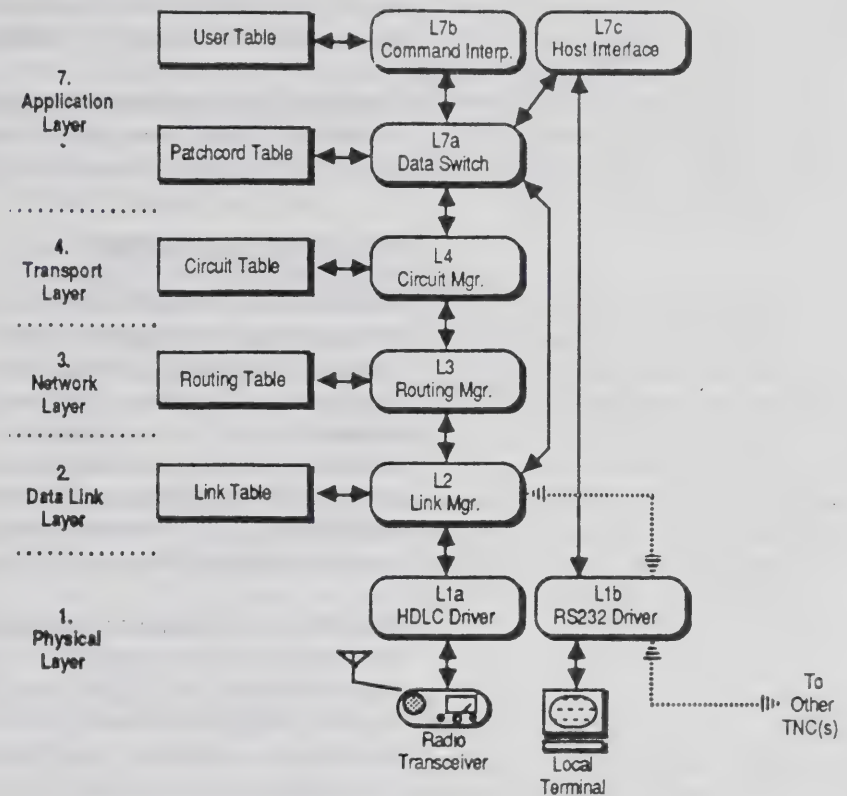 User Table
L7b
Command Interp.
L7c
Host Interface
7.
Application
Layer
Patchcord Table
L7a
Data Switch
4.
Transport
Layer
Circuit Table
L4
Circuit Mgr.
3.
Network
Layer
Routing Table
L3
Routing Mgr.
2.
Data Link
Layer
Link Table
L2
Link Mgr.
1.
Physical
Layer
L1a
HDLC Driver
L1b
RS232 Driver
Radio
Transceiver
Local
Terminal
To
Other
TNC(s)